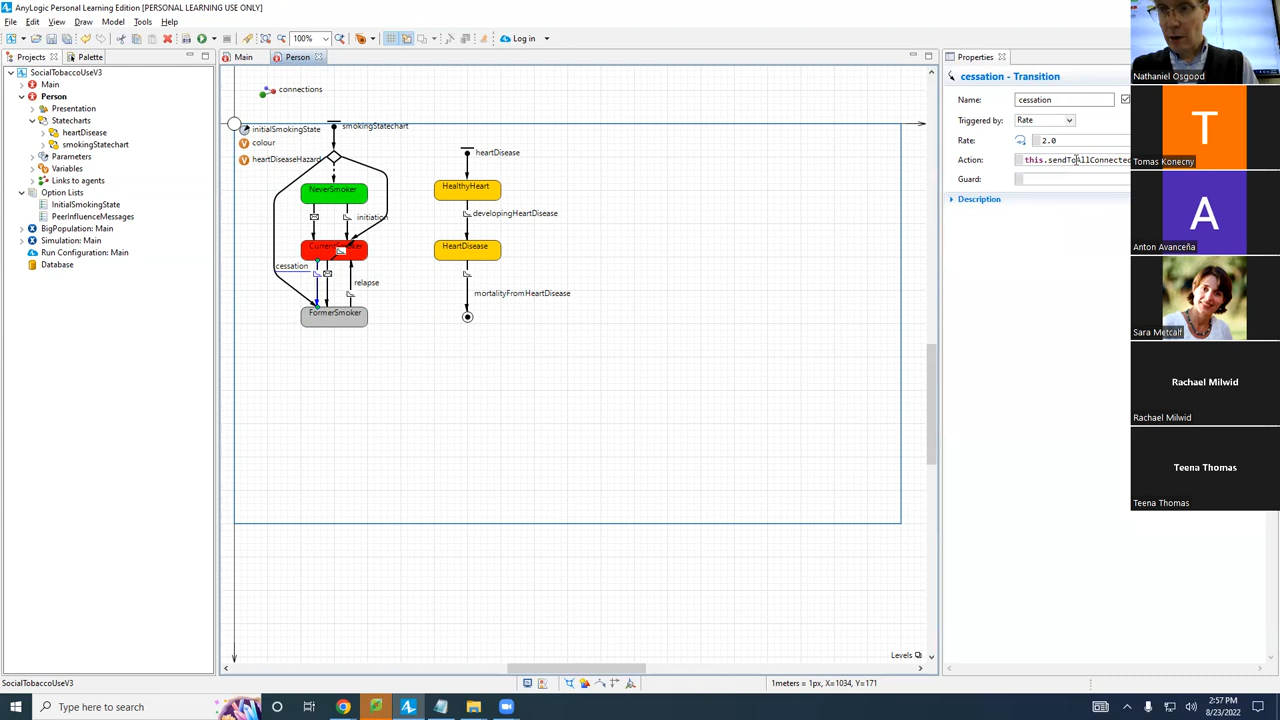 AnyLogic Personal Learning Edition [PERSONAL LEARNING USE ONLY]
File Edit View Draw Model Tools Help
100% Log in
Projects Palette
Main Person
Properties
SocialTobaccoUseV3
Main
Person
Presentation
Statecharts
heartDisease
smokingStatechart
Parameters
Variables
Links to agents
Option Lists
InitialSmokingState
PeerInfluenceMessages
BigPopulation: Main
Simulation: Main
Run Configuration: Main
Database
connections
initialSmokingState
smokingStatechart
colour
heartDiseaseHazard
NeverSmoker
initiation
CurrentSmoker
cessation
relapse
FormerSmoker
heartDisease
HealthyHeart
developingHeartDisease
HeartDisease
mortalityFromHeartDisease
Levels
cessation - Transition
Name: cessation
Triggered by: Rate
Rate: 2.0
Action: this.sendToAllConnected
Guard:
Description
Nathaniel Osgood
T
Tomas Konecny
A
Anton Avanceña
Sara Metcalf
Rachael Milwid
Rachael Milwid
Teena Thomas
Teena Thomas
SocialTobaccoUseV3
1meters = 1px, X=1034, Y=171
Type here to search
2:57 PM
8/23/2022